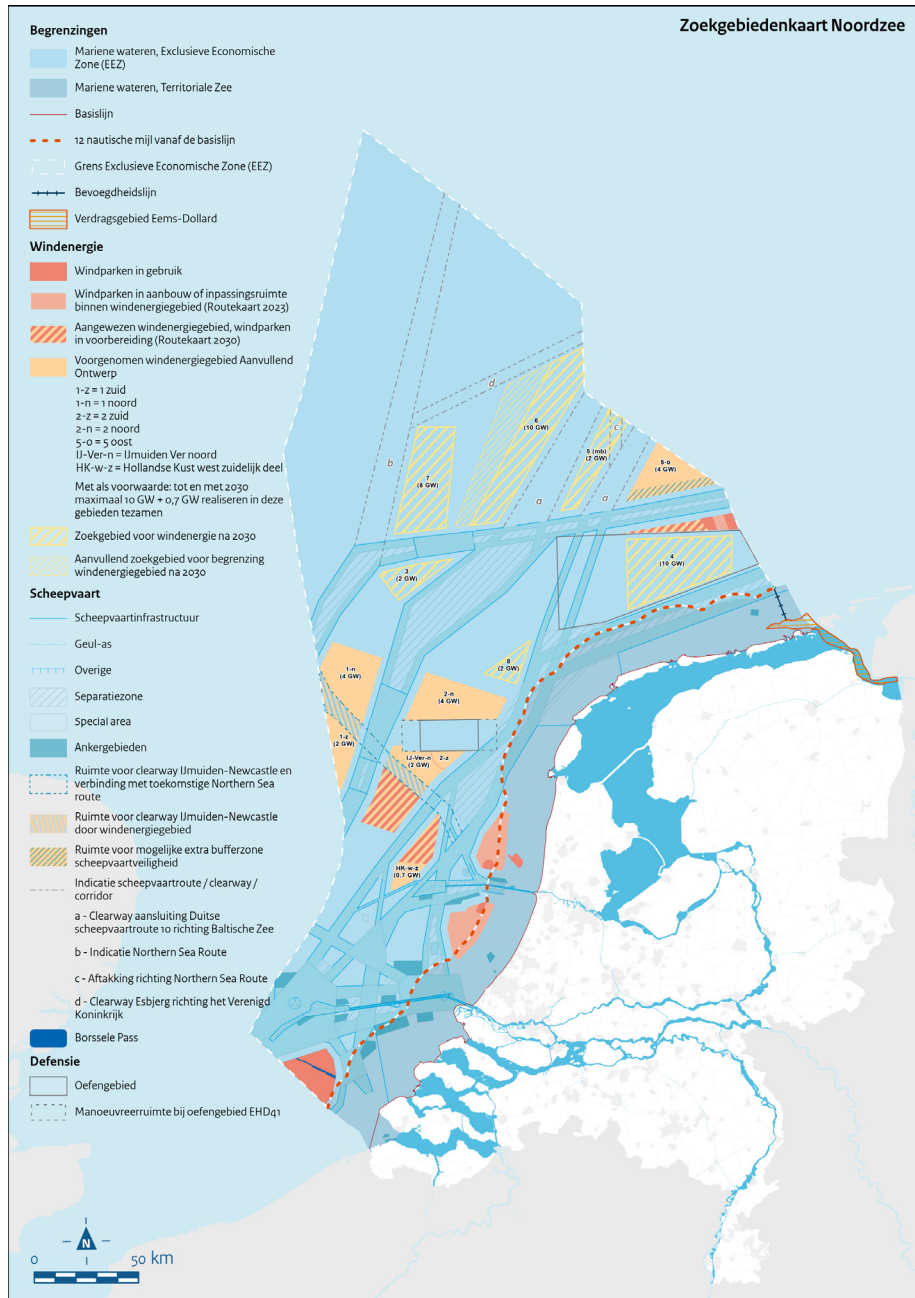 Zoekgebiedenkaart Noordzee
Begrenzingen
Mariene wateren, Exclusieve Economische
Zone (EEZ)
Mariene wateren, Territoriale Zee
Basislijn
12 nautische mijl vanaf de basislijn
Grens Exclusieve Economische Zone (EEZ)
Bevoegdheidslijn
Verdragsgebied Eems-Dollard
Windenergie
Windparken in gebruik
Windparken in aanbouw of inpassingsruimte
binnen windenergiegebied (Routekaart 2023)
Aangewezen windenergiegebied, windparken
in voorbereiding (Routekaart 2030)
Voorgenomen windenergiegebied Aanvullend
Ontwerp
1-z = 1 zuid
1-n = 1 noord
2-z = 2 zuid
2-n = 2 noord
5-o = 5 oost
IJ-Ver-n = IJmuiden Ver noord
HK-w-z = Hollandse Kust west zuidelijk deel
Met als voorwaarde: tot en met 2030
maximaal 10 GW + 0,7 GW realiseren in deze
gebieden tezamen
Zoekgebied voor windenergie na 2030
Aanvullend zoekgebied voor begrenzing
windenergiegebied na 2030
Scheepvaart
Scheepvaartinfrastructuur
Geul-as
Overige
Separatiezone
Special area
Ankergebieden
Ruimte voor clearway IJmuiden-Newcastle en
verbinding met toekomstige Northern Sea
route
Ruimte voor clearway IJmuiden-Newcastle
door windenergiegebied
Ruimte voor mogelijke extra bufferzone
scheepvaartveiligheid
Indicatie scheepvaartroute / clearway /
corridor
a - Clearway aansluiting Duitse
scheepvaartroute 10 richting Baltische Zee
b - Indicatie Northern Sea Route
c - Aftakking richting Northern Sea Route
d - Clearway Esbjerg richting het Verenigd
Koninkrijk
Borssele Pass
Defensie
Oefengebied
Manoeuvreerruimte bij oefengebied EHD41
N
0
50 km
d
6
(10 GW)
c
5 (mb)
(2 GW)
5-o
(4 GW)
b
7
(8 GW)
a
a
4
(10 GW)
3
(2 GW)
8
(2 GW)
1-n
(4 GW)
2-n
(4 GW)
1-z
(2 GW)
IJ-Ver-n
(2 GW)
2-z
HK-w-z
(0.7 GW)